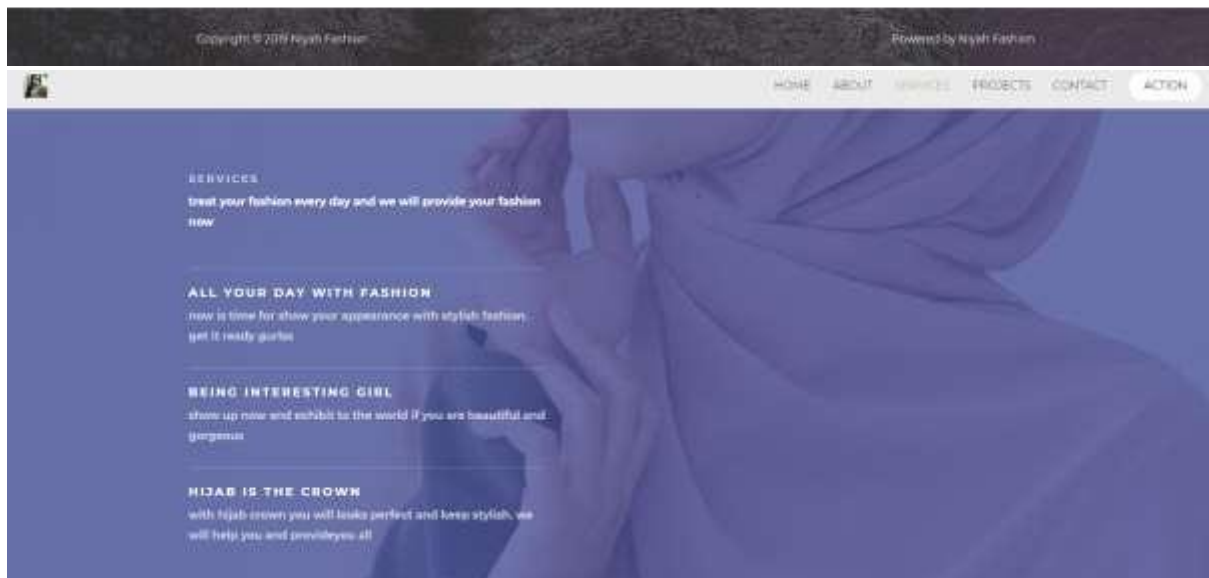 Copyright © 2019 Niyah Fashion
Powered by Niyah Fashion
HOME ABOUT SERVICES PROJECTS CONTACT ACTION
SERVICES
treat your fashion every day and we will provide your fashion
now
ALL YOUR DAY WITH FASHION
now is time for show your appearance with stylish fashion
get it ready gurlss
BEING INTERESTING GIRL
show up now and exhibit to the world if you are beautiful and
gorgeous
HIJAB IS THE CROWN
with hijab crown you will looks perfect and keep stylish, we
will help you and provideyou all